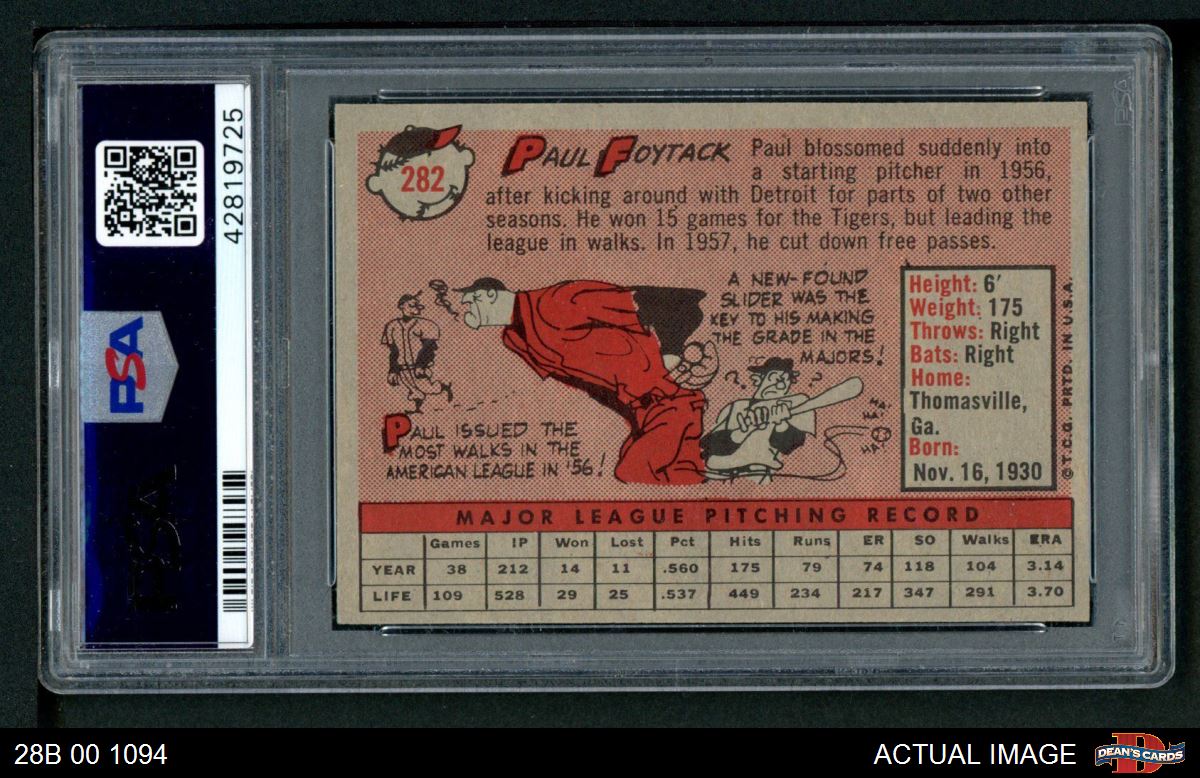 42819725
PSA
282
PAUL FOYTACK
Paul blossomed suddenly into
a starting pitcher in 1956,
after kicking around with Detroit for parts of two other
seasons. He won 15 games for the Tigers, but leading the
league in walks. In 1957, he cut down free passes.
A NEW-FOUND
SLIDER WAS THE
KEY TO HIS MAKING
THE GRADE IN THE
MAJORS!
? ?
HA!
HA!
HA!
PAUL ISSUED THE
MOST WALKS IN THE
AMERICAN LEAGUE IN '56!
Height: 6'
Weight: 175
Throws: Right
Bats: Right
Home:
Thomasville,
Ga.
Born:
Nov. 16, 1930
© T.C.G. PRTD. IN U.S.A.
MAJOR LEAGUE PITCHING RECORD
Games IP Won Lost Pct Hits Runs ER SO Walks ERA
YEAR 38 212 14 11 .560 175 79 74 118 104 3.14
LIFE 109 528 29 25 .537 449 234 217 347 291 3.70
PSA
PSA
28B 00 1094
ACTUAL IMAGE
D
DEAN'S CARDS